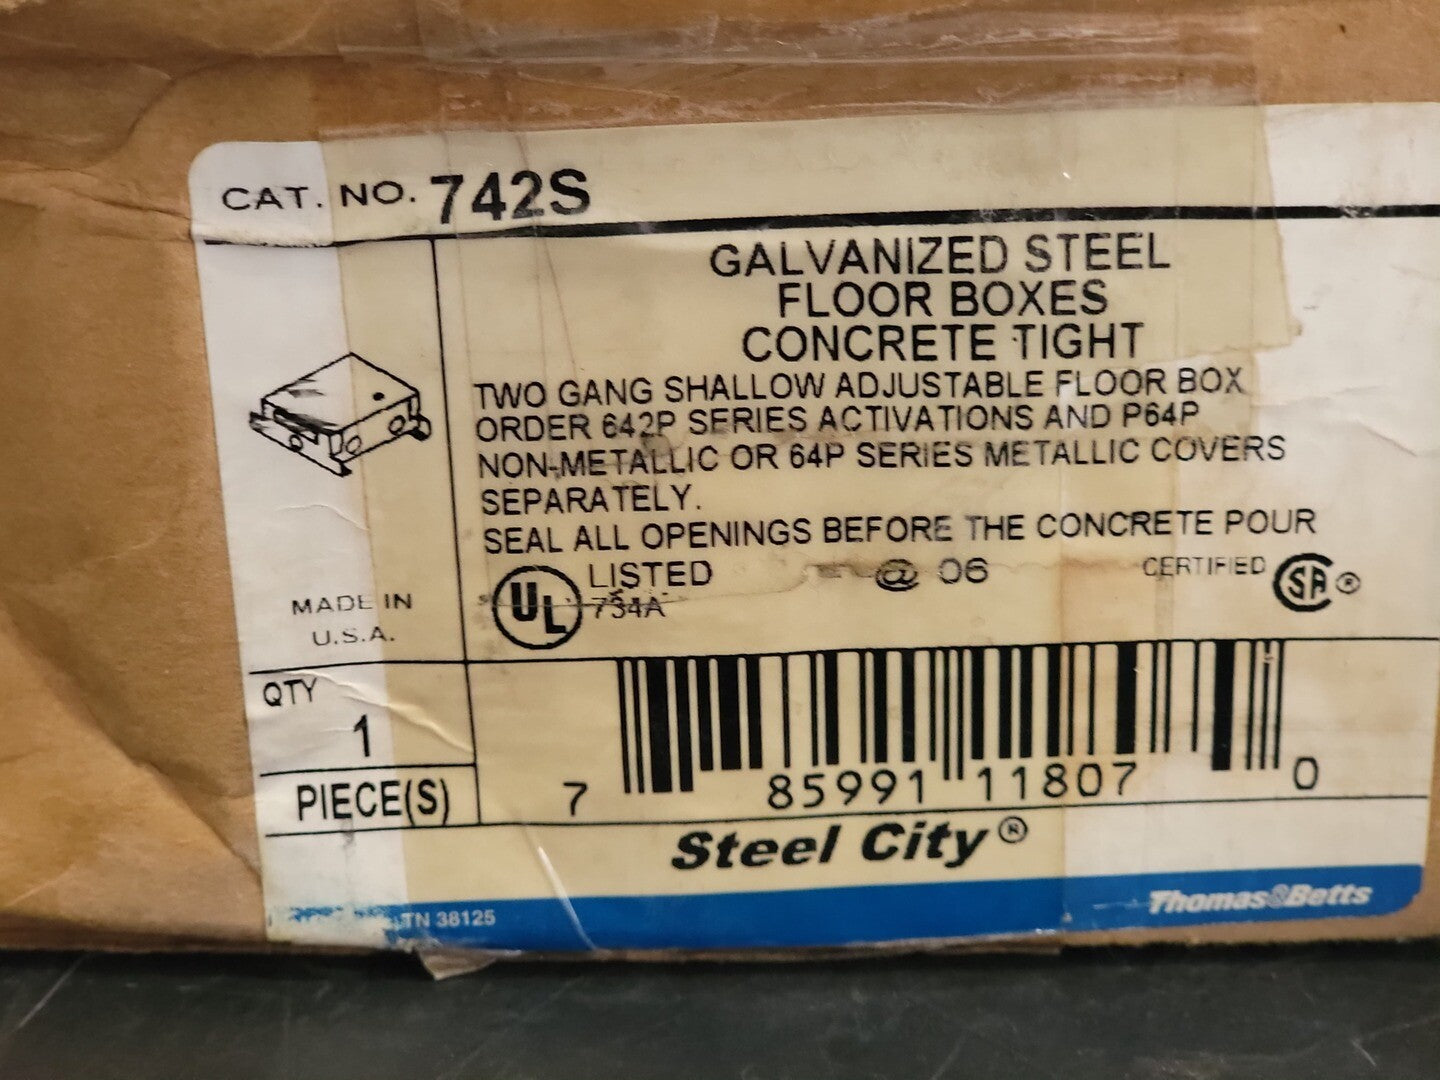 CAT. NO. 742S
GALVANIZED STEEL
FLOOR BOXES
CONCRETE TIGHT
TWO GANG SHALLOW ADJUSTABLE FLOOR BOX
ORDER 642P SERIES ACTIVATIONS AND P64P
NON-METALLIC OR 64P SERIES METALLIC COVERS
SEPARATELY.
SEAL ALL OPENINGS BEFORE THE CONCRETE POUR
UL LISTED
734A
@ 06
CERTIFIED SA®
MADE IN
U.S.A.
QTY
1
PIECE(S)
7 85991 11807 0
Steel City®
TN 38125
Thomas&Betts